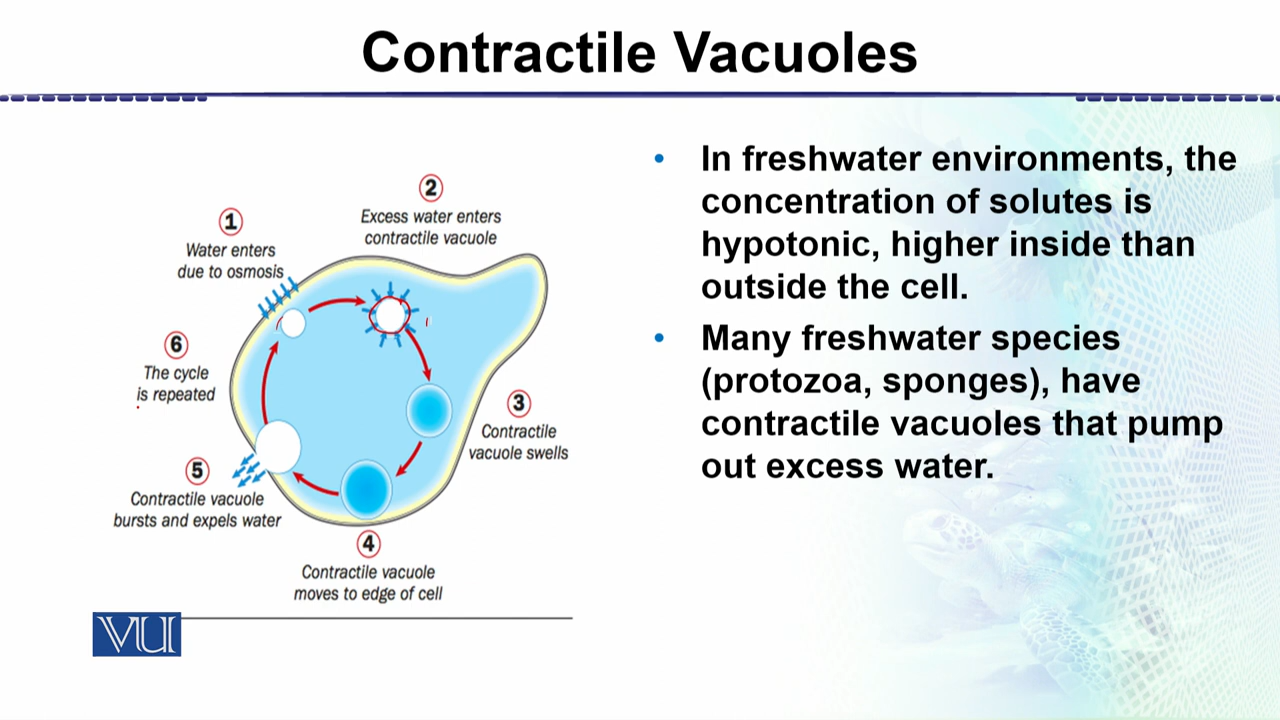 Contractile Vacuoles
1
Water enters
due to osmosis
2
Excess water enters
contractile vacuole
3
Contractile
vacuole swells
4
Contractile vacuole
moves to edge of cell
5
Contractile vacuole
bursts and expels water
6
The cycle
is repeated
• In freshwater environments, the
concentration of solutes is
hypotonic, higher inside than
outside the cell.
• Many freshwater species
(protozoa, sponges), have
contractile vacuoles that pump
out excess water.
VU